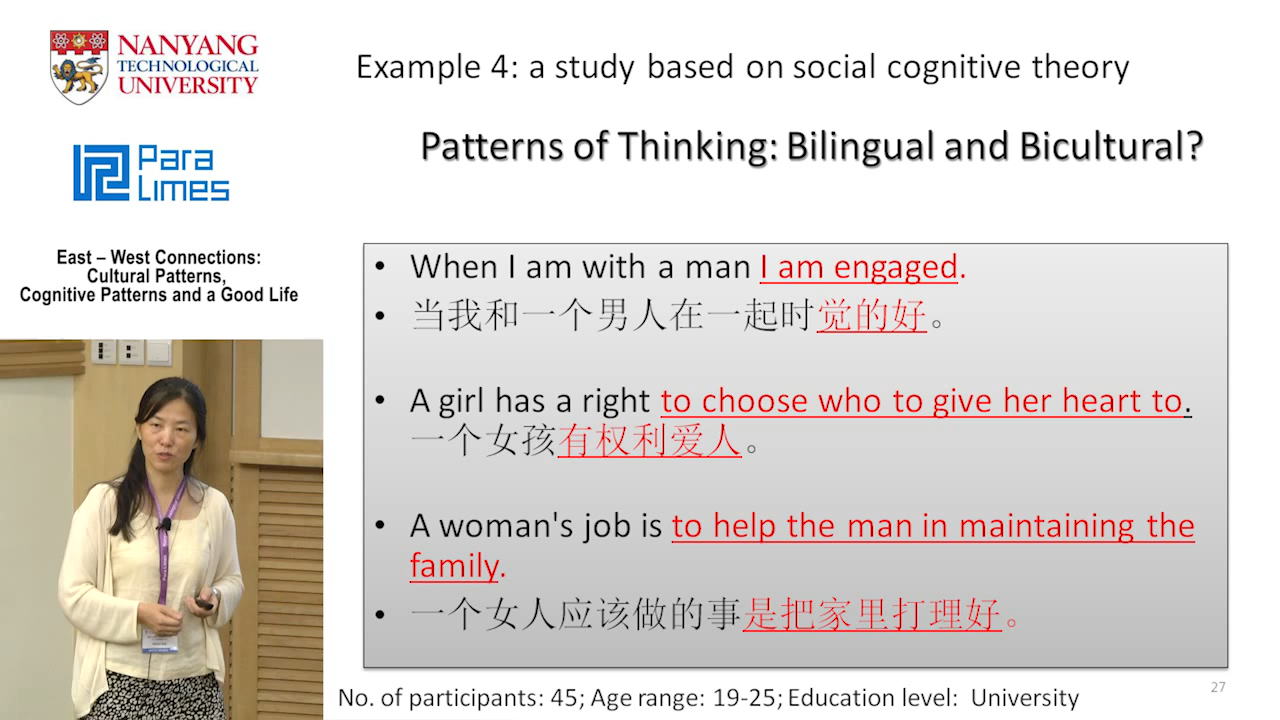 NANYANG
TECHNOLOGICAL
UNIVERSITY
Para
Limes
East – West Connections:
Cultural Patterns,
Cognitive Patterns and a Good Life
Example 4: a study based on social cognitive theory
Patterns of Thinking: Bilingual and Bicultural?
• When I am with a man I am engaged.
• 当我和一个男人在一起时觉的好。
• A girl has a right to choose who to give her heart to.
一个女孩有权利爱人。
• A woman's job is to help the man in maintaining the
family.
• 一个女人应该做的事是把家里打理好。
No. of participants: 45; Age range: 19-25; Education level: University
27